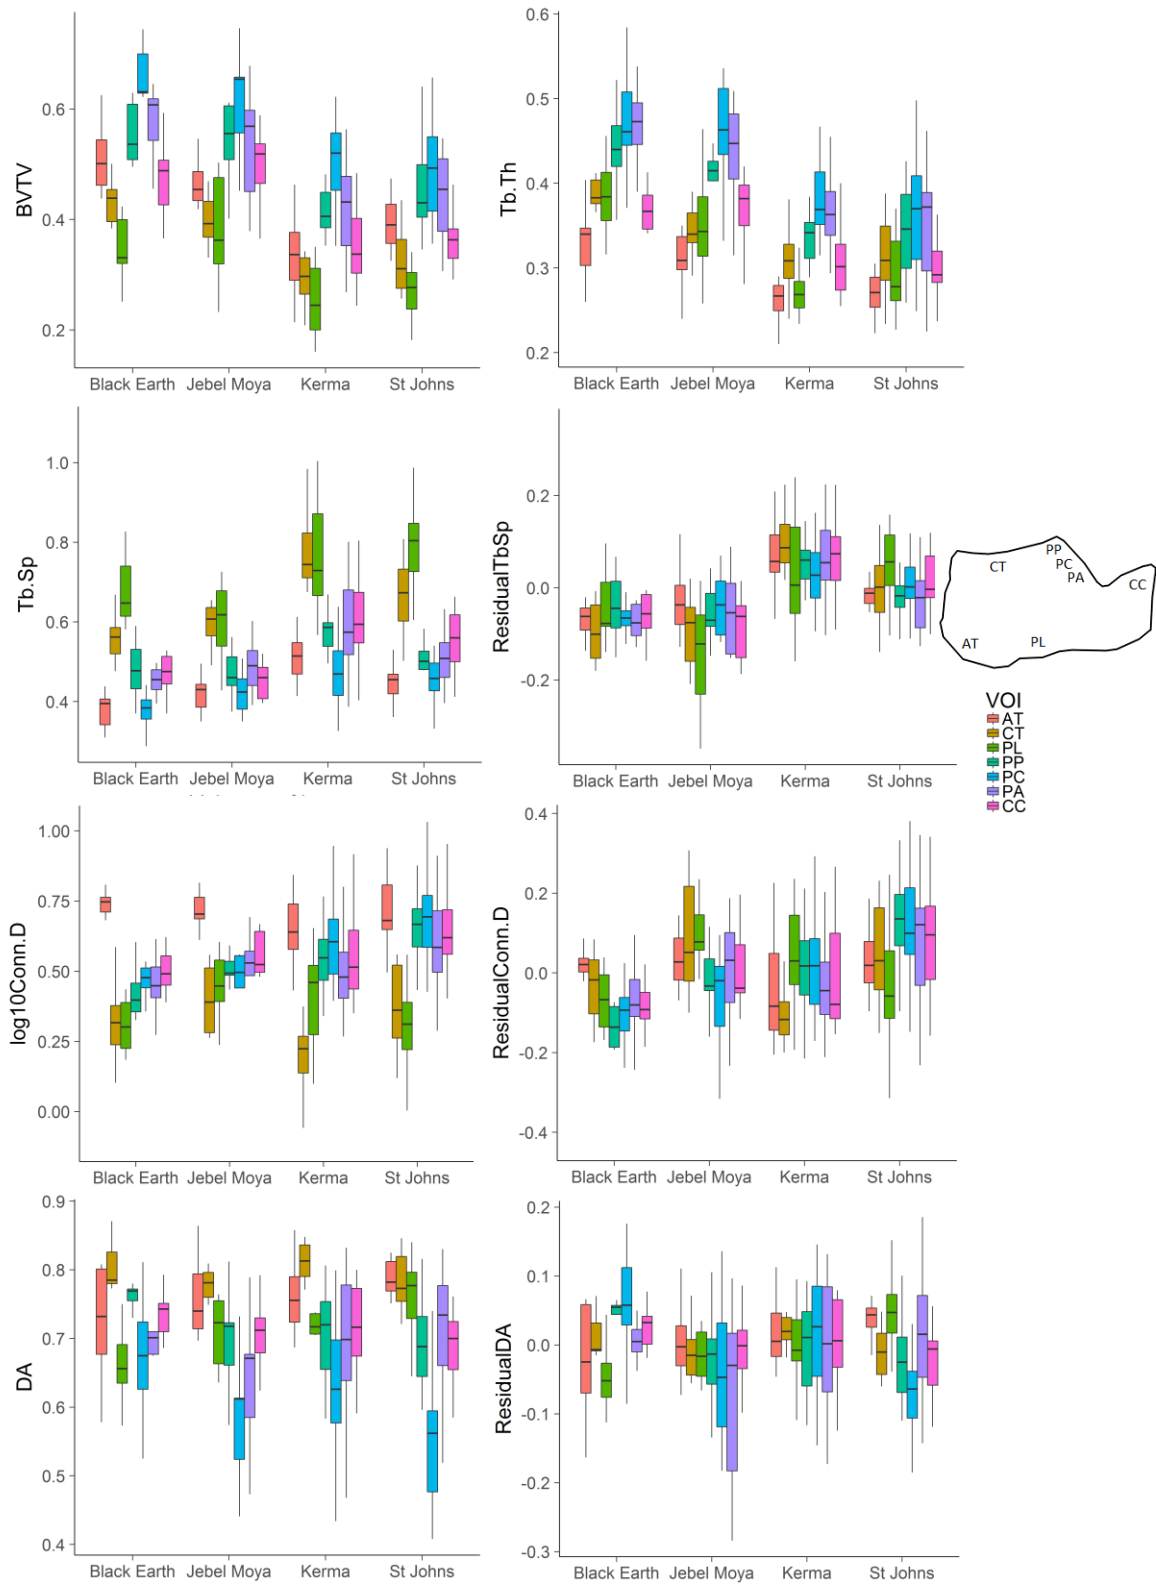 BVTV
0.6
0.4
0.2
Black Earth Jebel Moya Kerma St Johns
Tb.Th
0.6
0.5
0.4
0.3
0.2
Black Earth Jebel Moya Kerma St Johns
Tb.Sp
1.0
0.8
0.6
0.4
Black Earth Jebel Moya Kerma St Johns
ResidualTbSp
0.2
0.0
-0.2
Black Earth Jebel Moya Kerma St Johns
PP
PC
CT
PA
CC
AT
PL
VOI
AT
CT
PL
PP
PC
PA
CC
log10Conn.D
1.00
0.75
0.50
0.25
0.00
Black Earth Jebel Moya Kerma St Johns
ResidualConn.D
0.4
0.2
0.0
-0.2
-0.4
Black Earth Jebel Moya Kerma St Johns
DA
0.9
0.8
0.7
0.6
0.5
0.4
Black Earth Jebel Moya Kerma St Johns
ResidualDA
0.2
0.1
0.0
-0.1
-0.2
-0.3
Black Earth Jebel Moya Kerma St Johns